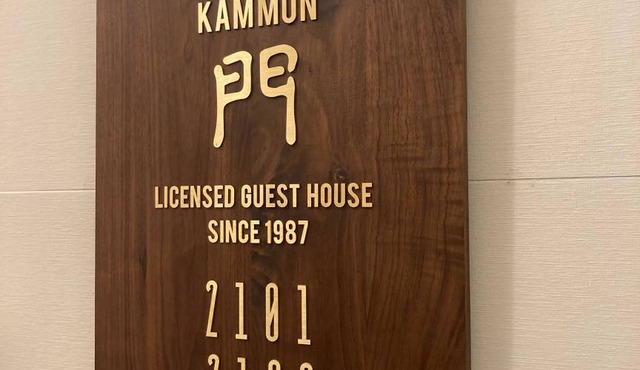 KAMMON
門
LICENSED GUEST HOUSE
SINCE 1987
2101